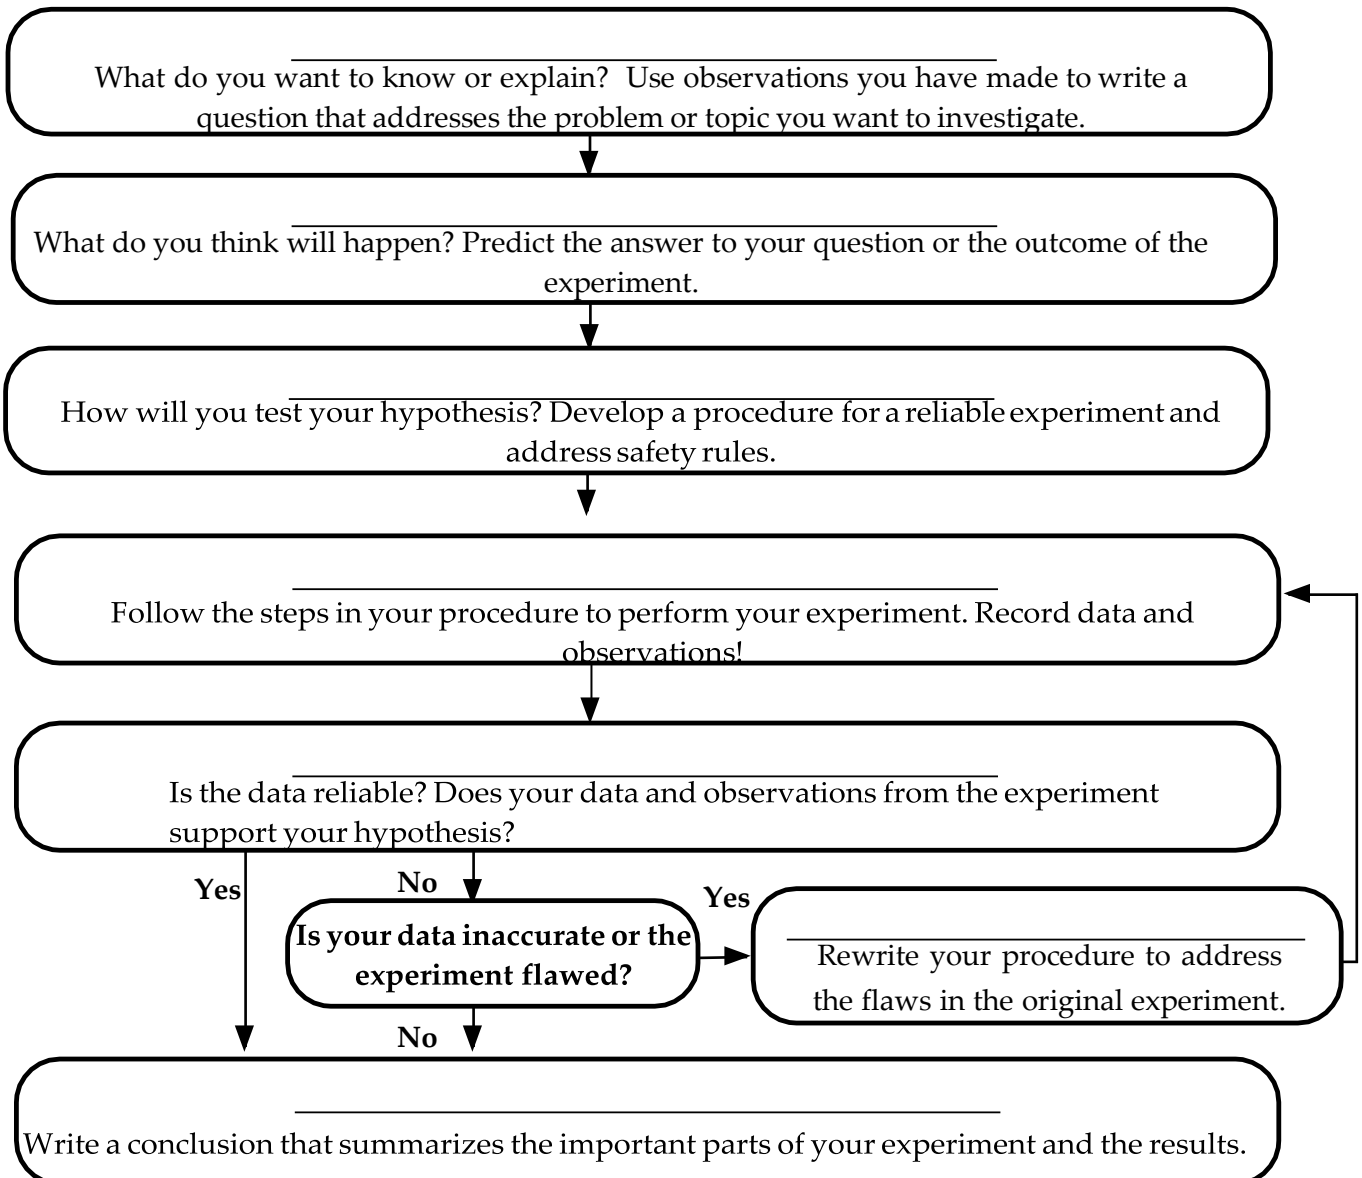 What do you want to know or explain?  Use observations you have made to write a
question that addresses the problem or topic you want to investigate.
What do you think will happen? Predict the answer to your question or the outcome of the
experiment.
How will you test your hypothesis? Develop a procedure for a reliable experiment and
address safety rules.
Follow the steps in your procedure to perform your experiment. Record data and
observations!
Is the data reliable? Does your data and observations from the experiment
support your hypothesis?
Yes
No
Is your data inaccurate or the
experiment flawed?
Yes
Rewrite your procedure to address
the flaws in the original experiment.
No
Write a conclusion that summarizes the important parts of your experiment and the results.